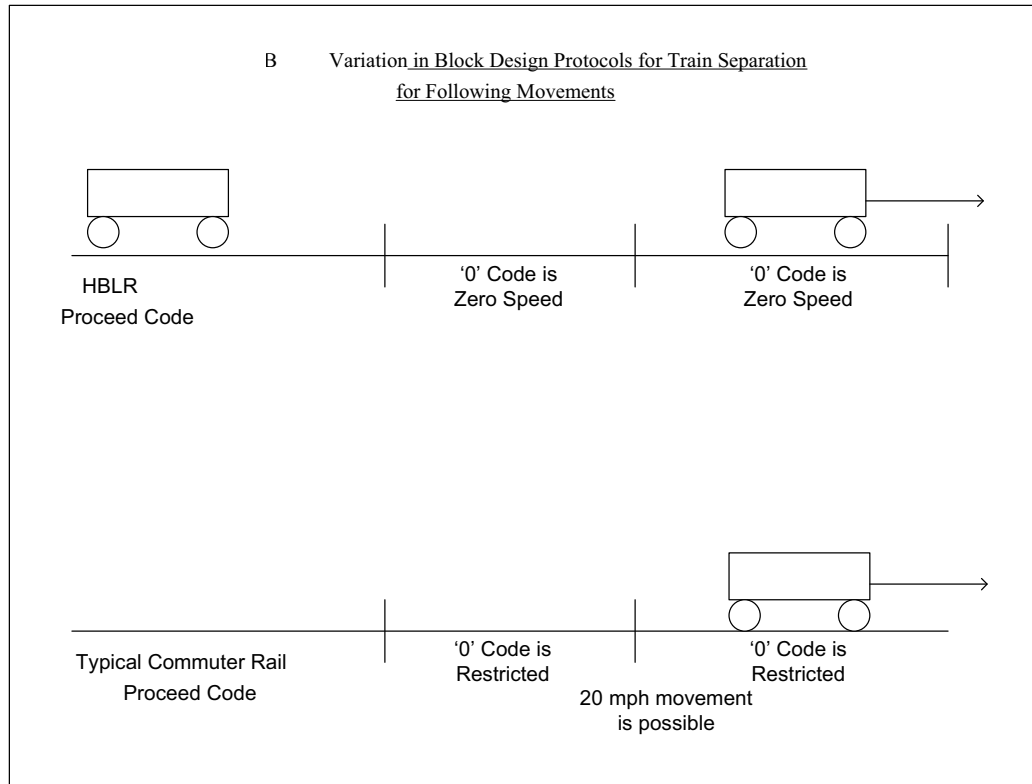 B Variation in Block Design Protocols for Train Separation
for Following Movements
HBLR
Proceed Code
‘0’ Code is
Zero Speed
‘0’ Code is
Zero Speed
Typical Commuter Rail
Proceed Code
‘0’ Code is
Restricted
20 mph movement
is possible
‘0’ Code is
Restricted